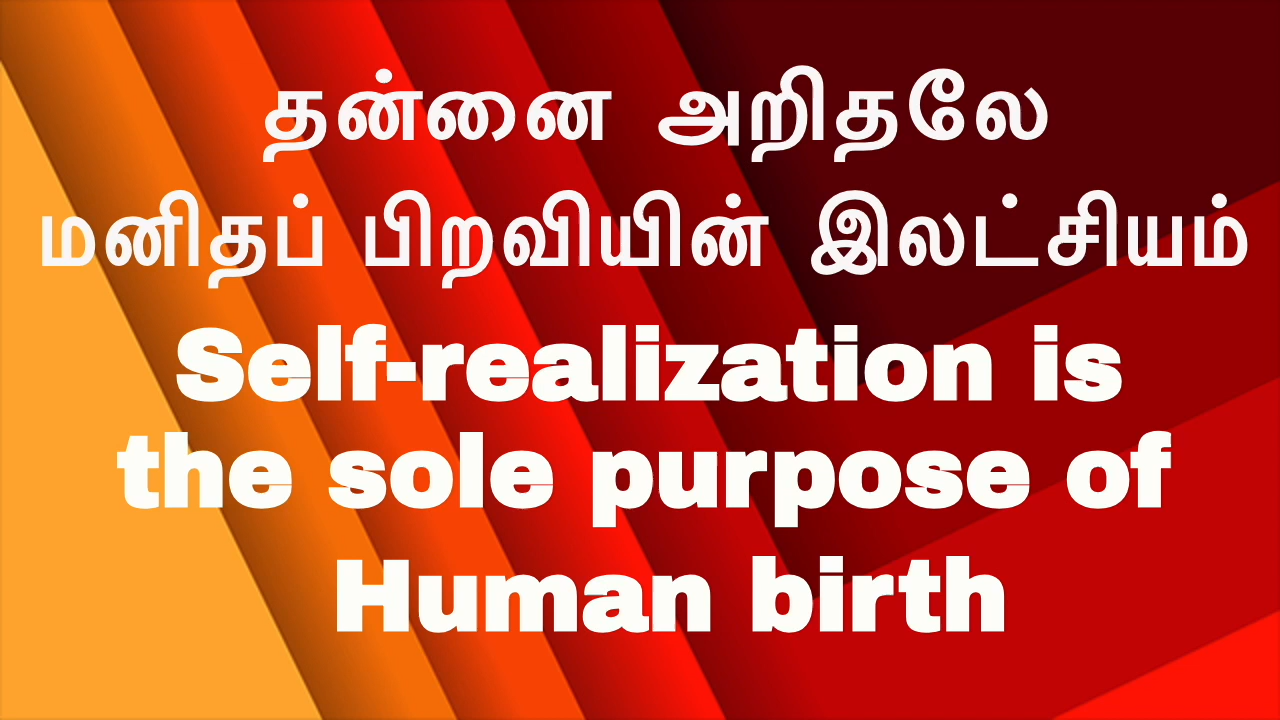 தன்னை அறிதலே
மனிதப் பிறவியின் இலட்சியம்
Self-realization is
the sole purpose of
Human birth